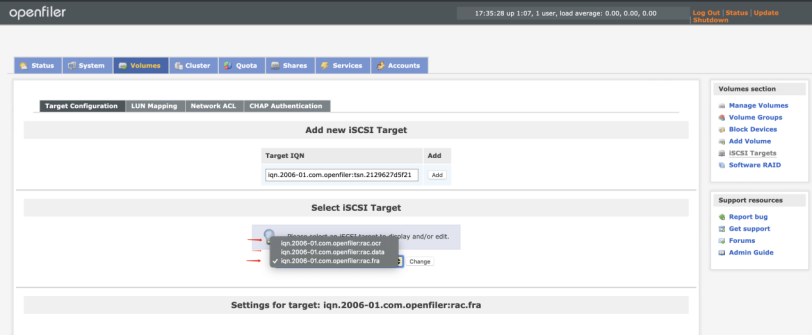 openfiler
17:35:28 up 1:07, 1 user, load average: 0.00, 0.00, 0.00
Log Out | Status | Update
Shutdown
Status System Volumes Cluster Quota Shares Services Accounts
Target Configuration LUN Mapping Network ACL CHAP Authentication
Add new iSCSI Target
Target IQN Add
iqn.2006-01.com.openfiler:tsn.2129627d5f21 Add
Select iSCSI Target
Please select an iSCSI target to display and/or edit.
iqn.2006-01.com.openfiler:rac.ocr
iqn.2006-01.com.openfiler:rac.data
✓ iqn.2006-01.com.openfiler:rac.fra
Change
Settings for target: iqn.2006-01.com.openfiler:rac.fra
Volumes section
Manage Volumes
Volume Groups
Block Devices
Add Volume
iSCSI Targets
Software RAID
Support resources
Report bug
Get support
Forums
Admin Guide